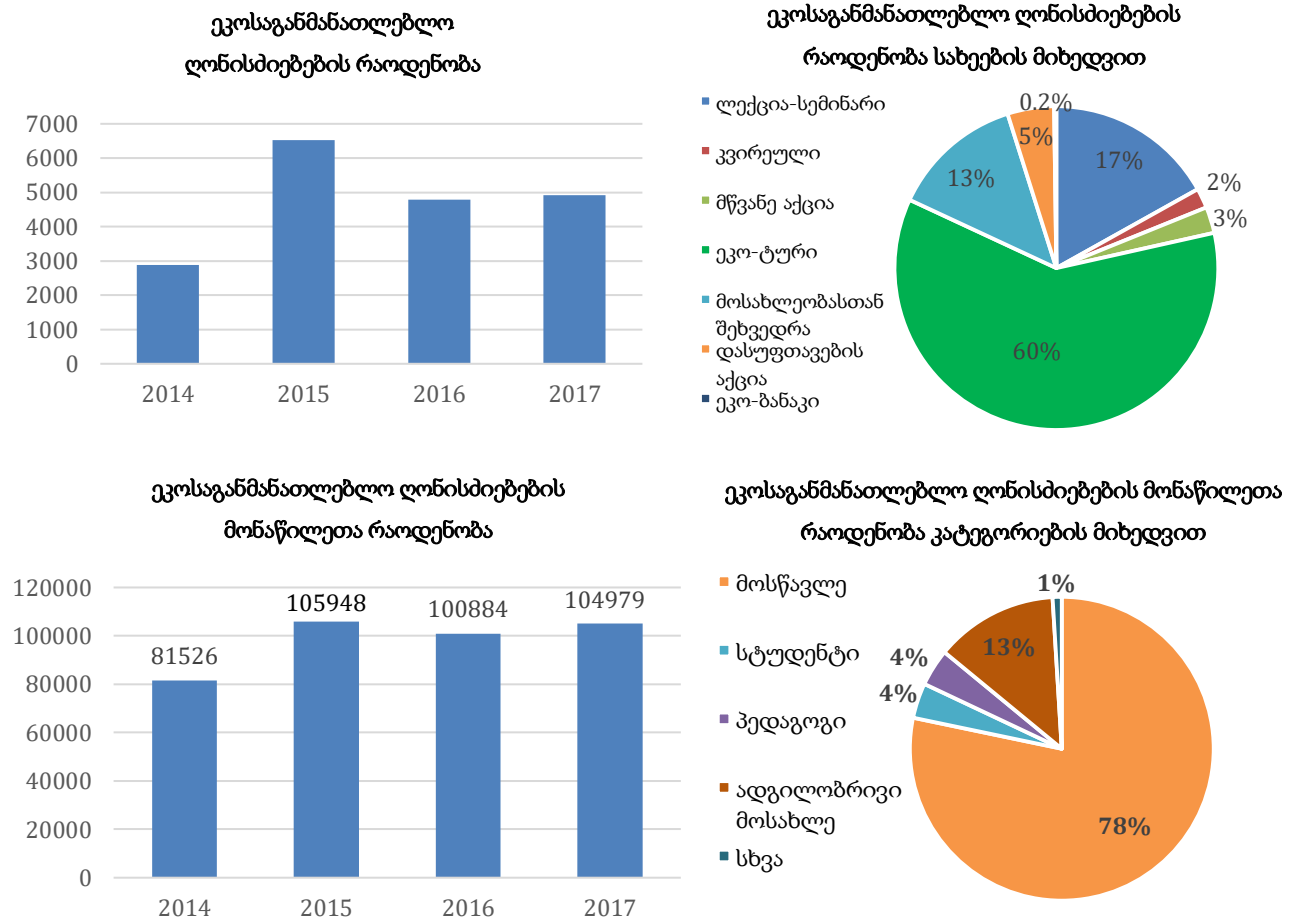 ეკოსაგანმანათლებლო
ღონისძიებების რაოდენობა
7000
6000
5000
4000
3000
2000
1000
0
2014
2015
2016
2017
ეკოსაგანმანათლებლო ღონისძიებების
რაოდენობა სახეების მიხედვით
ლექცია-სემინარი
კვირეული
მწვანე აქცია
ეკო-ტური
მოსახლეობასთან
შეხვედრა
დასუფთავების
აქცია
ეკო-ბანაკი
0.2%
5%
17%
13%
2%
3%
60%
ეკოსაგანმანათლებლო ღონისძიებების
მონაწილეთა რაოდენობა
120000
100000
80000
60000
40000
20000
0
81526
105948
100884
104979
2014
2015
2016
2017
ეკოსაგანმანათლებლო ღონისძიებების მონაწილეთა
რაოდენობა კატეგორიების მიხედვით
მოსწავლე
სტუდენტი
პედაგოგი
ადგილობრივი
მოსახლე
სხვა
1%
13%
4%
4%
78%